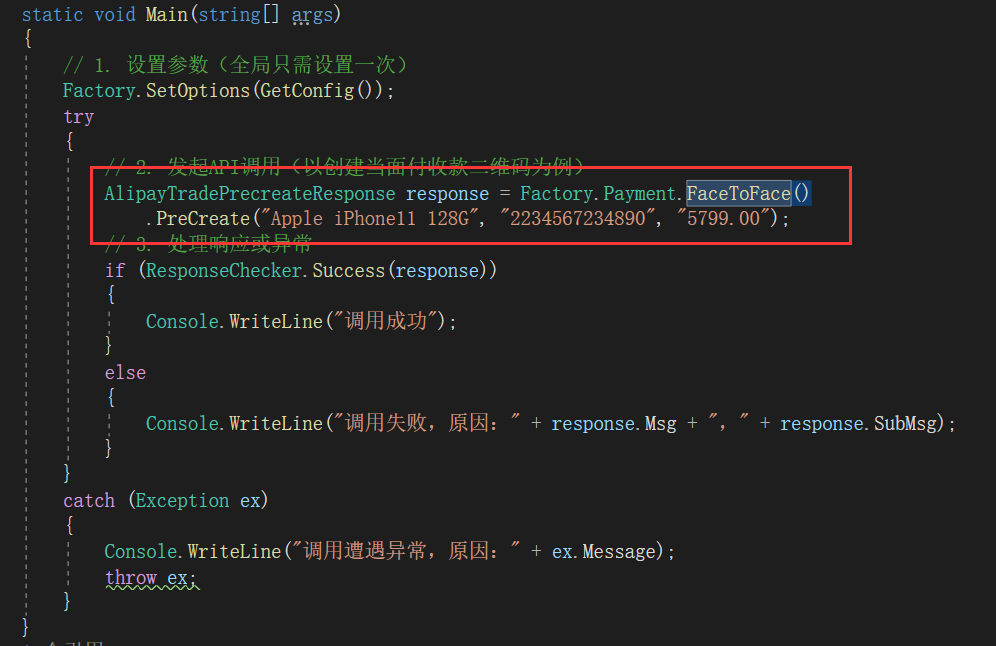 static void Main(string[] args)
{
// 1. 设置参数（全局只需设置一次）
Factory.SetOptions(GetConfig());
try
{
// 2. 发起API调用（以创建当面付收款二维码为例）
AlipayTradePrecreateResponse response = Factory.Payment.FaceToFace()
.PreCreate("Apple iPhone11 128G", "2234567234890", "5799.00");
// 3. 处理响应或异常
if (ResponseChecker.Success(response))
{
Console.WriteLine("调用成功");
}
else
{
Console.WriteLine("调用失败，原因：" + response.Msg + "，" + response.SubMsg);
}
}
catch (Exception ex)
{
Console.WriteLine("调用遭遇异常，原因：" + ex.Message);
throw ex;
}
}